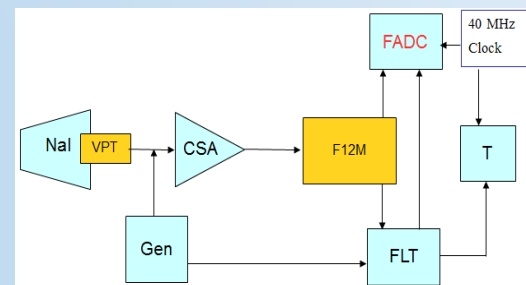 FADC
40 MHz
Clock
NaI
VPT
CSA
F12M
T
Gen
FLT